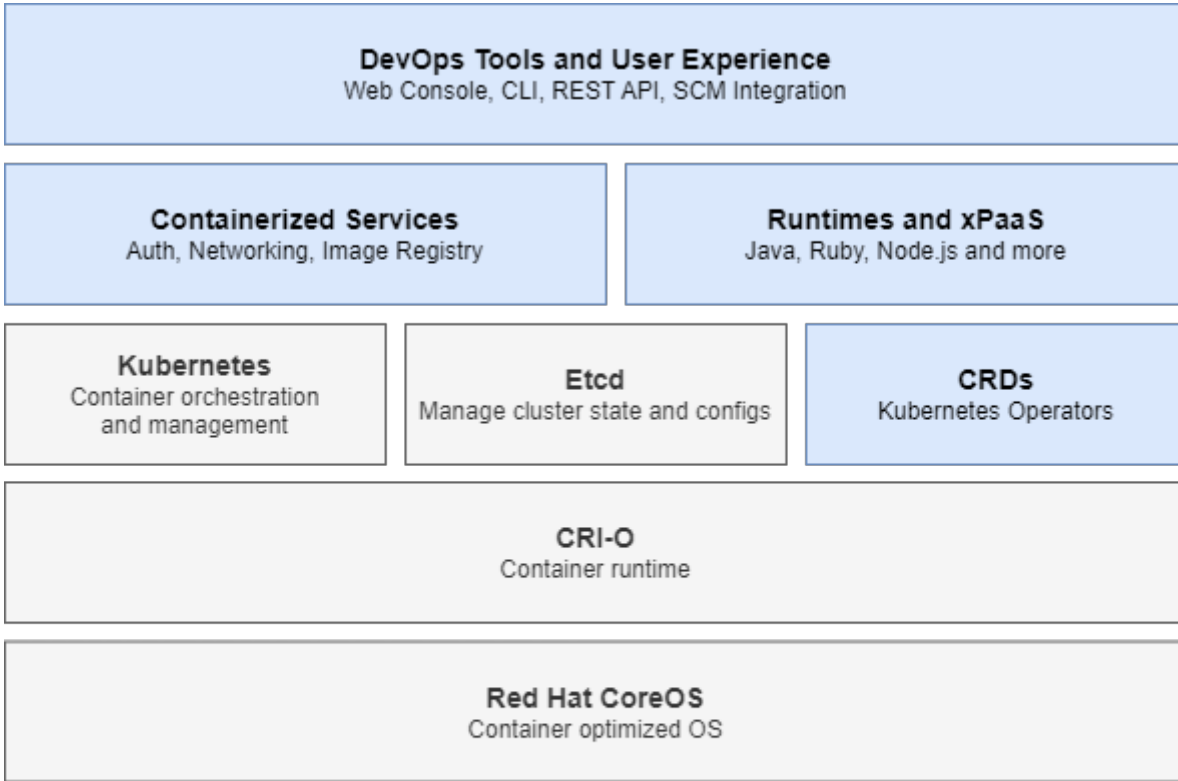 DevOps Tools and User Experience
Web Console, CLI, REST API, SCM Integration
Containerized Services
Auth, Networking, Image Registry
Runtimes and xPaaS
Java, Ruby, Node.js and more
Kubernetes
Container orchestration
and management
Etcd
Manage cluster state and configs
CRDs
Kubernetes Operators
CRI-O
Container runtime
Red Hat CoreOS
Container optimized OS